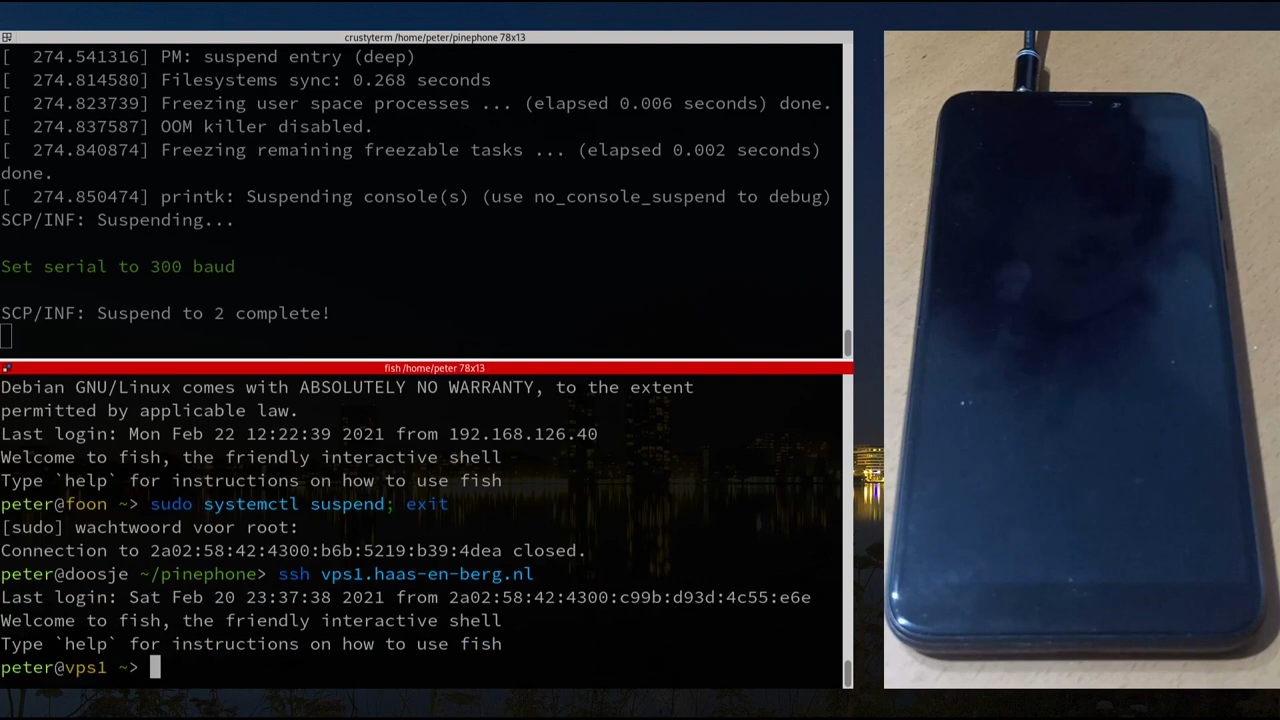 crustyterm /home/peter/pinephone 78x13
[  274.541316] PM: suspend entry (deep)
[  274.814580] Filesystems sync: 0.268 seconds
[  274.823739] Freezing user space processes ... (elapsed 0.006 seconds) done.
[  274.837587] OOM killer disabled.
[  274.840874] Freezing remaining freezable tasks ... (elapsed 0.002 seconds)
done.
[  274.850474] printk: Suspending console(s) (use no_console_suspend to debug)
SCP/INF: Suspending...
Set serial to 300 baud
SCP/INF: Suspend to 2 complete!
fish /home/peter 78x13
Debian GNU/Linux comes with ABSOLUTELY NO WARRANTY, to the extent
permitted by applicable law.
Last login: Mon Feb 22 12:22:39 2021 from 192.168.126.40
Welcome to fish, the friendly interactive shell
Type `help` for instructions on how to use fish
peter@foon ~> sudo systemctl suspend; exit
[sudo] wachtwoord voor root:
Connection to 2a02:58:42:4300:b6b:5219:b39:4dea closed.
peter@doosje ~/pinephone> ssh vps1.haas-en-berg.nl
Last login: Sat Feb 20 23:37:38 2021 from 2a02:58:42:4300:c99b:d93d:4c55:e6e
Welcome to fish, the friendly interactive shell
Type `help` for instructions on how to use fish
peter@vps1 ~>